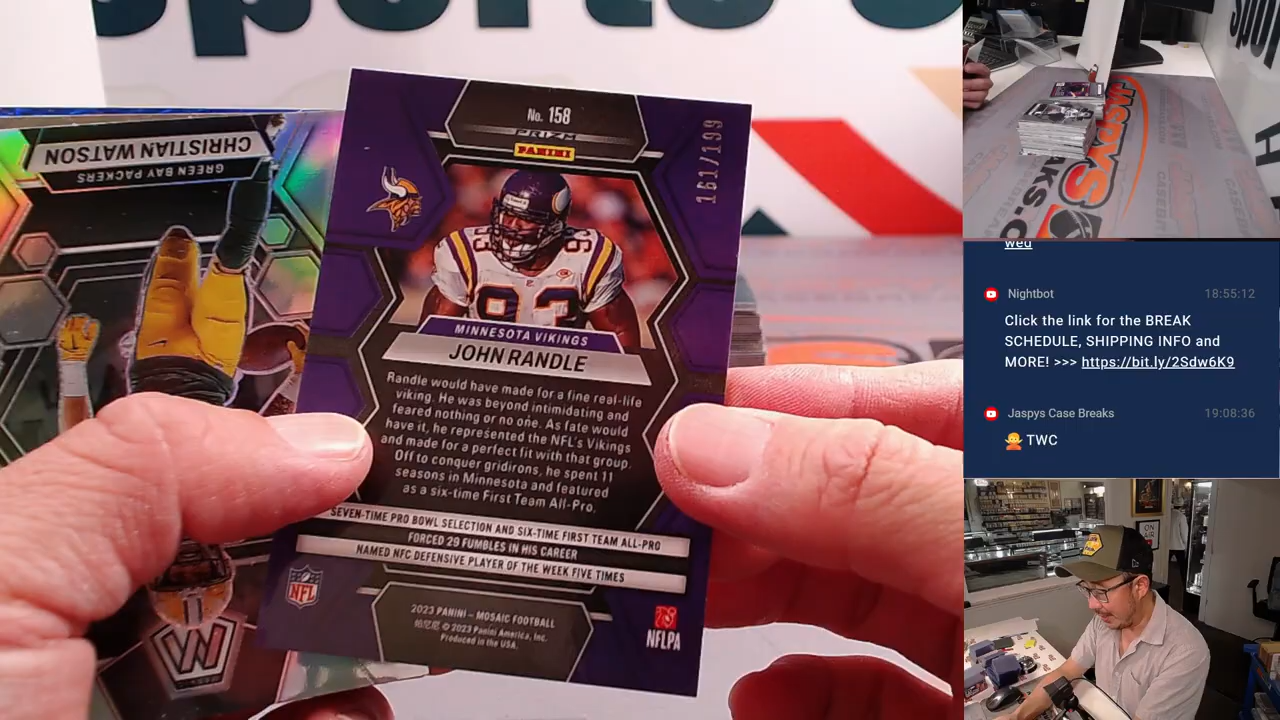 No. 158
PRIZM
PANINI
161/199
MINNESOTA VIKINGS
JOHN RANDLE
Randle would have made for a fine real-life
viking. He was beyond intimidating and
feared nothing or no one. As fate would
have it, he represented the NFL's Vikings
and made for a perfect fit with that group.
Off to conquer gridirons, he spent 11
seasons in Minnesota and featured
as a six-time First Team All-Pro.
SEVEN-TIME PRO BOWL SELECTION AND SIX-TIME FIRST TEAM ALL-PRO
FORCED 29 FUMBLES IN HIS CAREER
NAMED NFC DEFENSIVE PLAYER OF THE WEEK FIVE TIMES
2023 PANINI – MOSAIC FOOTBALL
© 2023 Panini America, Inc.
Produced in the USA.
NFL
NFLPA
93
93
CHRISTIAN WATSON
GREEN BAY PACKERS
wed
Nightbot 18:55:12
Click the link for the BREAK
SCHEDULE, SHIPPING INFO and
MORE! >>> https://bit.ly/2Sdw6K9
Jaspys Case Breaks 19:08:36
TWC